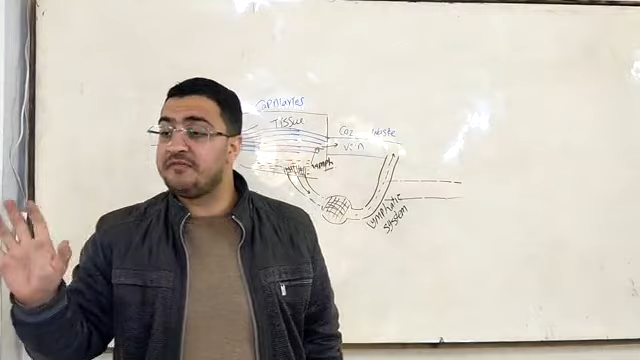 Capillaries
Tissue
CO2 waste
Vein
Lymph
Lymphatic
system